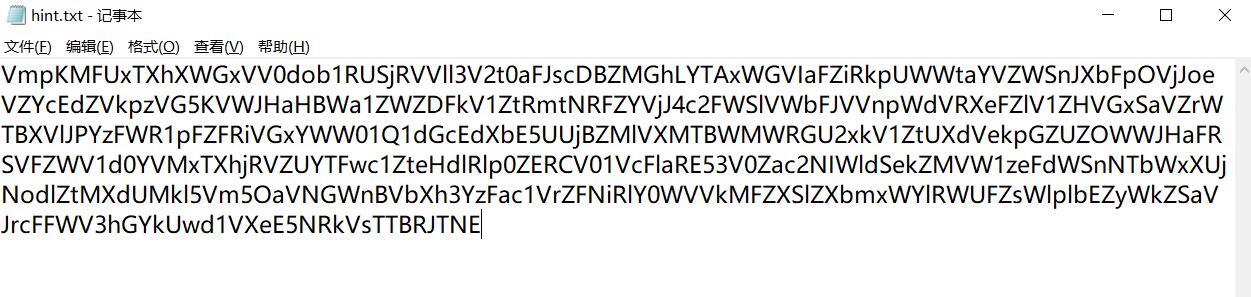 hint.txt - 记事本
文件(F) 编辑(E) 格式(O) 查看(V) 帮助(H)
VmpKMFUxTXhXWGxVV0dob1RUSjRVVll3V2t0aFJscDBZMGhLYTAxWGVIaFZiRkpUWWtaYVZWSnJXbFpOVjJoe
VZYcEdZVkpzVG5KVWJHaHBWa1ZWZDFkV1ZtRmtNRFZYVjJ4c2FWSlVWbFJVVnpWdVRXeFZlV1ZHVGxSaVZrW
TBXVlJPYzFWR1pFZFRiVGxYWW01Q1dGcEdXbE5UUjBZMlVXMTBWMWRGU2xkV1ZtUXdVekpGZUZOWWJHaFR
SVFZWV1d0YVMxTXhjRVZUYTFwc1ZteHdlRlp0ZERCV01VcFlaRE53V0Zac2NIWldSekZMVW1zeFdWSnNTbWxXUj
NodlZtMXdUMkl5Vm5OaVNGWnBVbXh3YzFac1VrZFNiRlY0WVVkMFZXSlZXbmxWYlRWUFZsWlplbEZyWkZSaV
JrcFFWV3hGYkUwd1VXeE5NRkVsTTBRJTNE